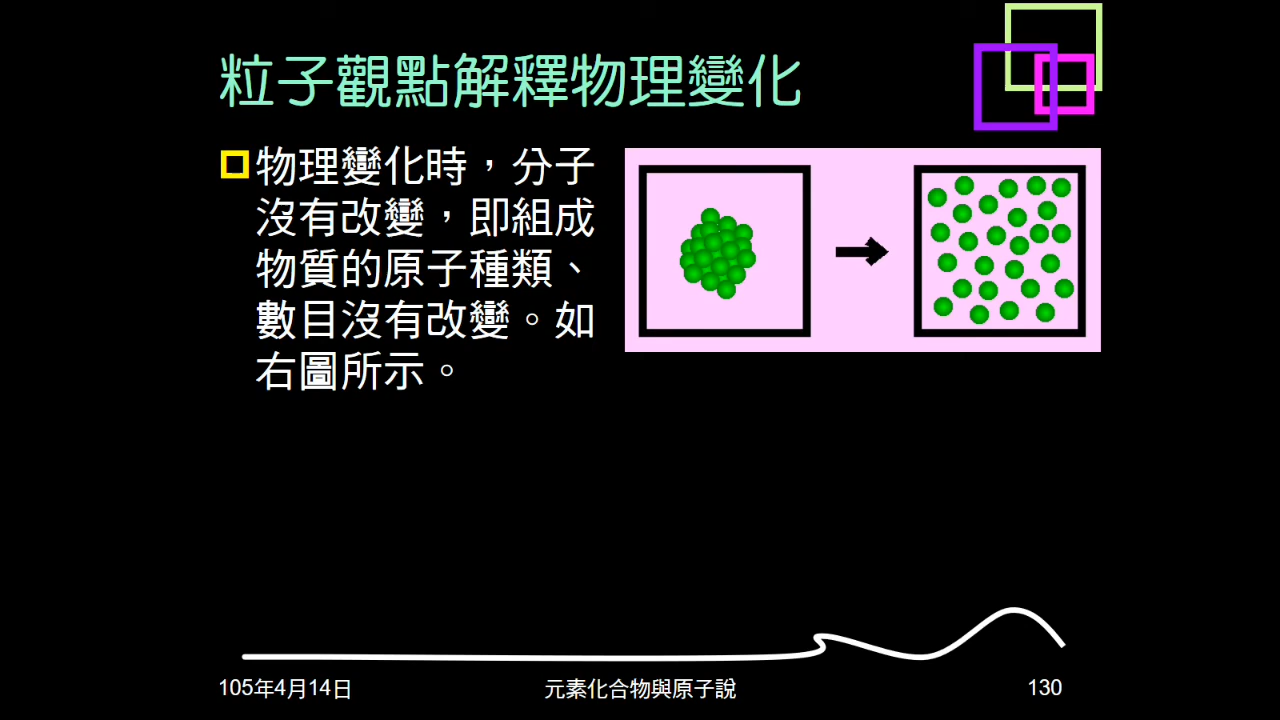 粒子觀點解釋物理變化
物理變化時，分子
沒有改變，即組成
物質的原子種類、
數目沒有改變。如
右圖所示。
105年4月14日
元素化合物與原子說
130